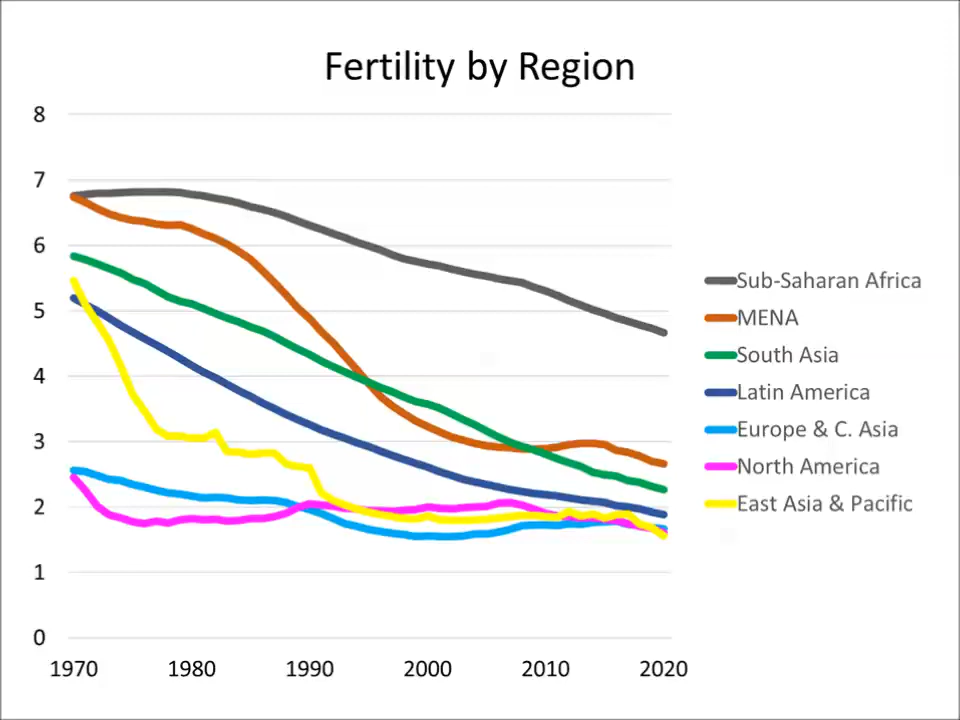 Fertility by Region
8
7
6
5
4
3
2
1
0
1970 1980 1990 2000 2010 2020
Sub-Saharan Africa
MENA
South Asia
Latin America
Europe & C. Asia
North America
East Asia & Pacific